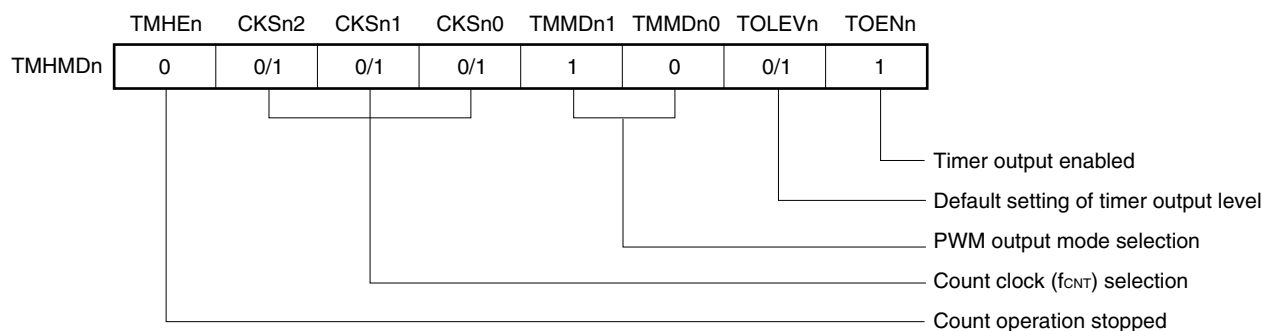 TMHEn CKSn2 CKSn1 CKSn0 TMMDn1 TMMDn0 TOLEVn TOENn
TMHMDn 0 0/1 0/1 0/1 1 0 0/1 1
Timer output enabled
Default setting of timer output level
PWM output mode selection
Count clock (fCNT) selection
Count operation stopped